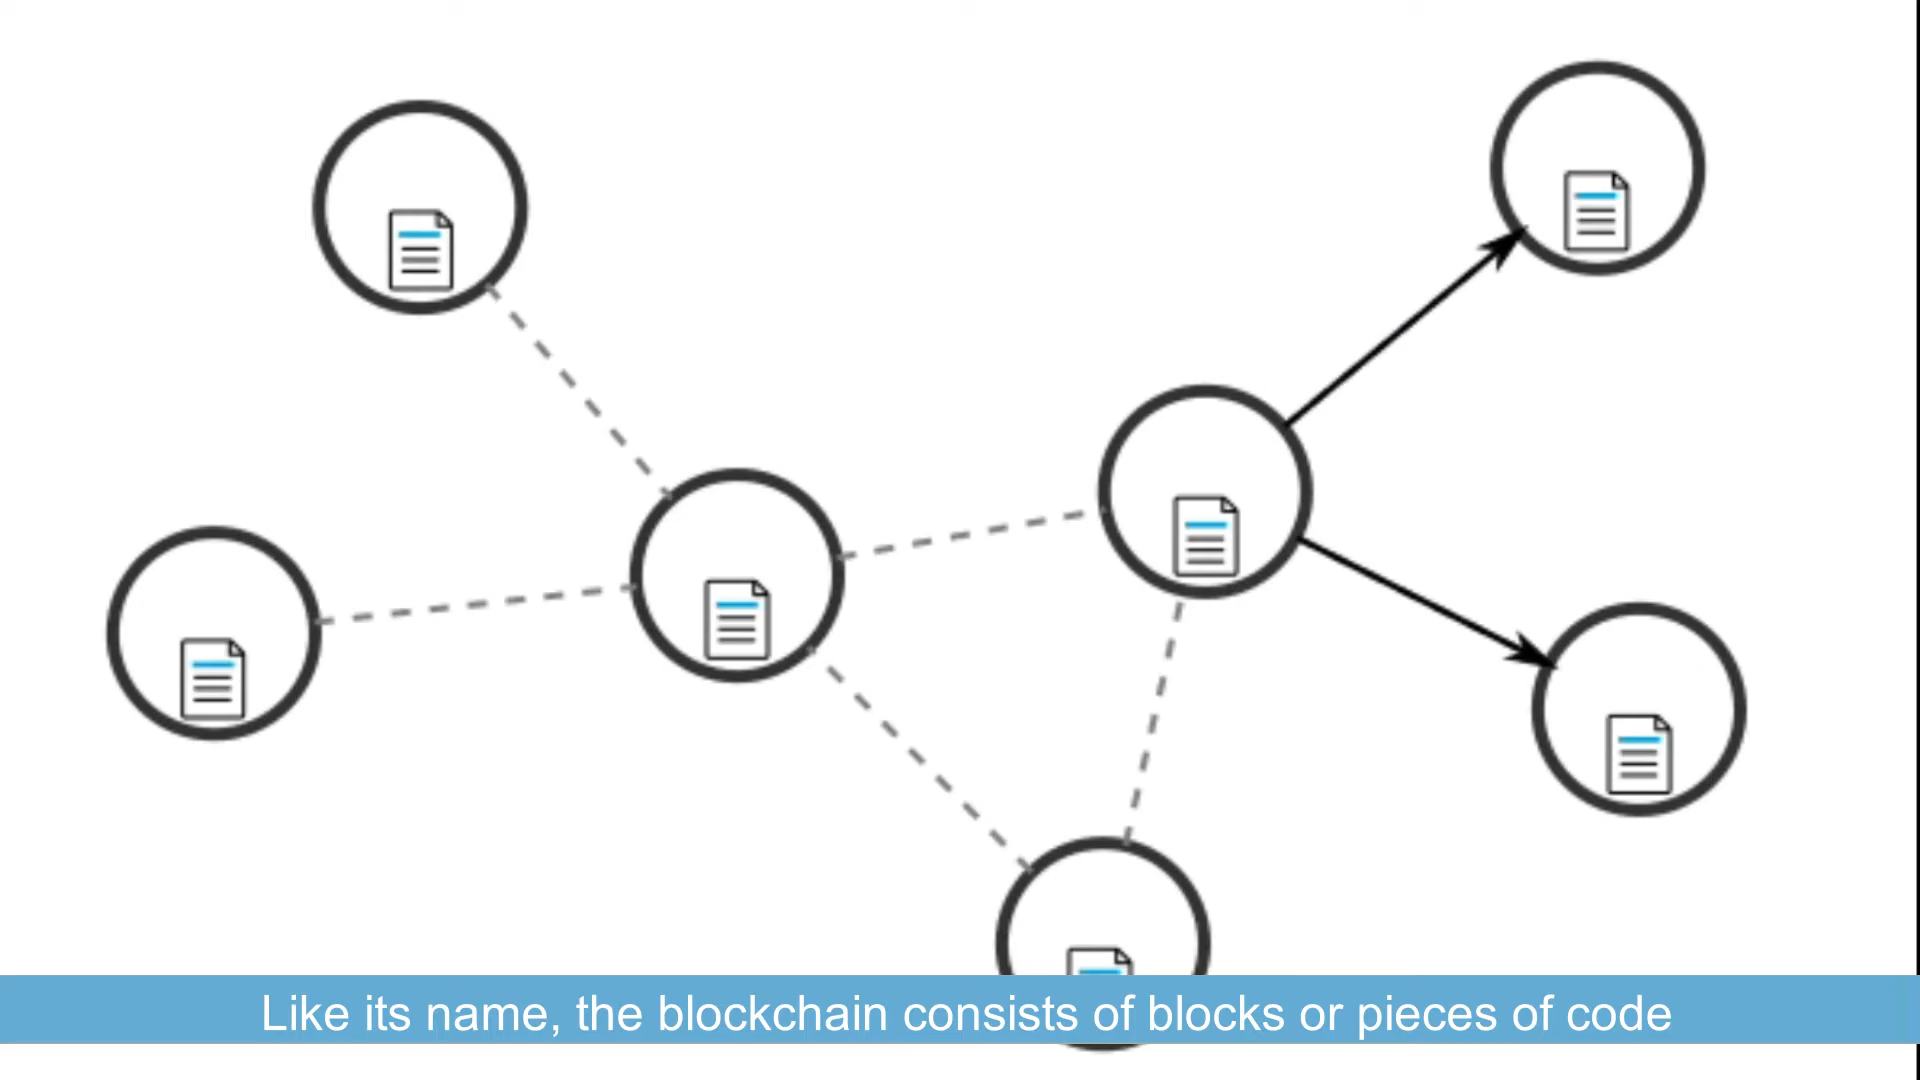 Like its name, the blockchain consists of blocks or pieces of code